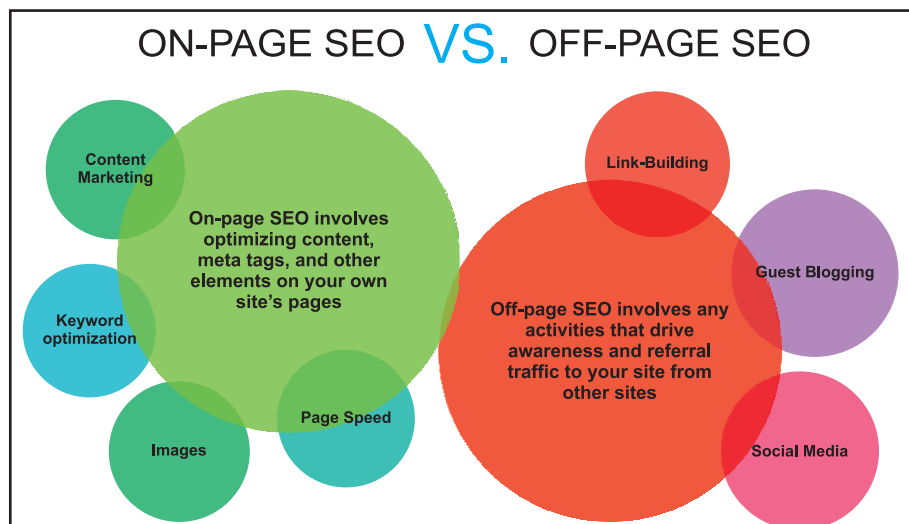 ON-PAGE SEO VS. OFF-PAGE SEO
Content
Marketing
On-page SEO involves
optimizing content,
meta tags, and other
elements on your own
site’s pages
Keyword
optimization
Images
Page Speed
Link-Building
Guest Blogging
Off-page SEO involves any
activities that drive
awareness and referral
traffic to your site from
other sites
Social Media